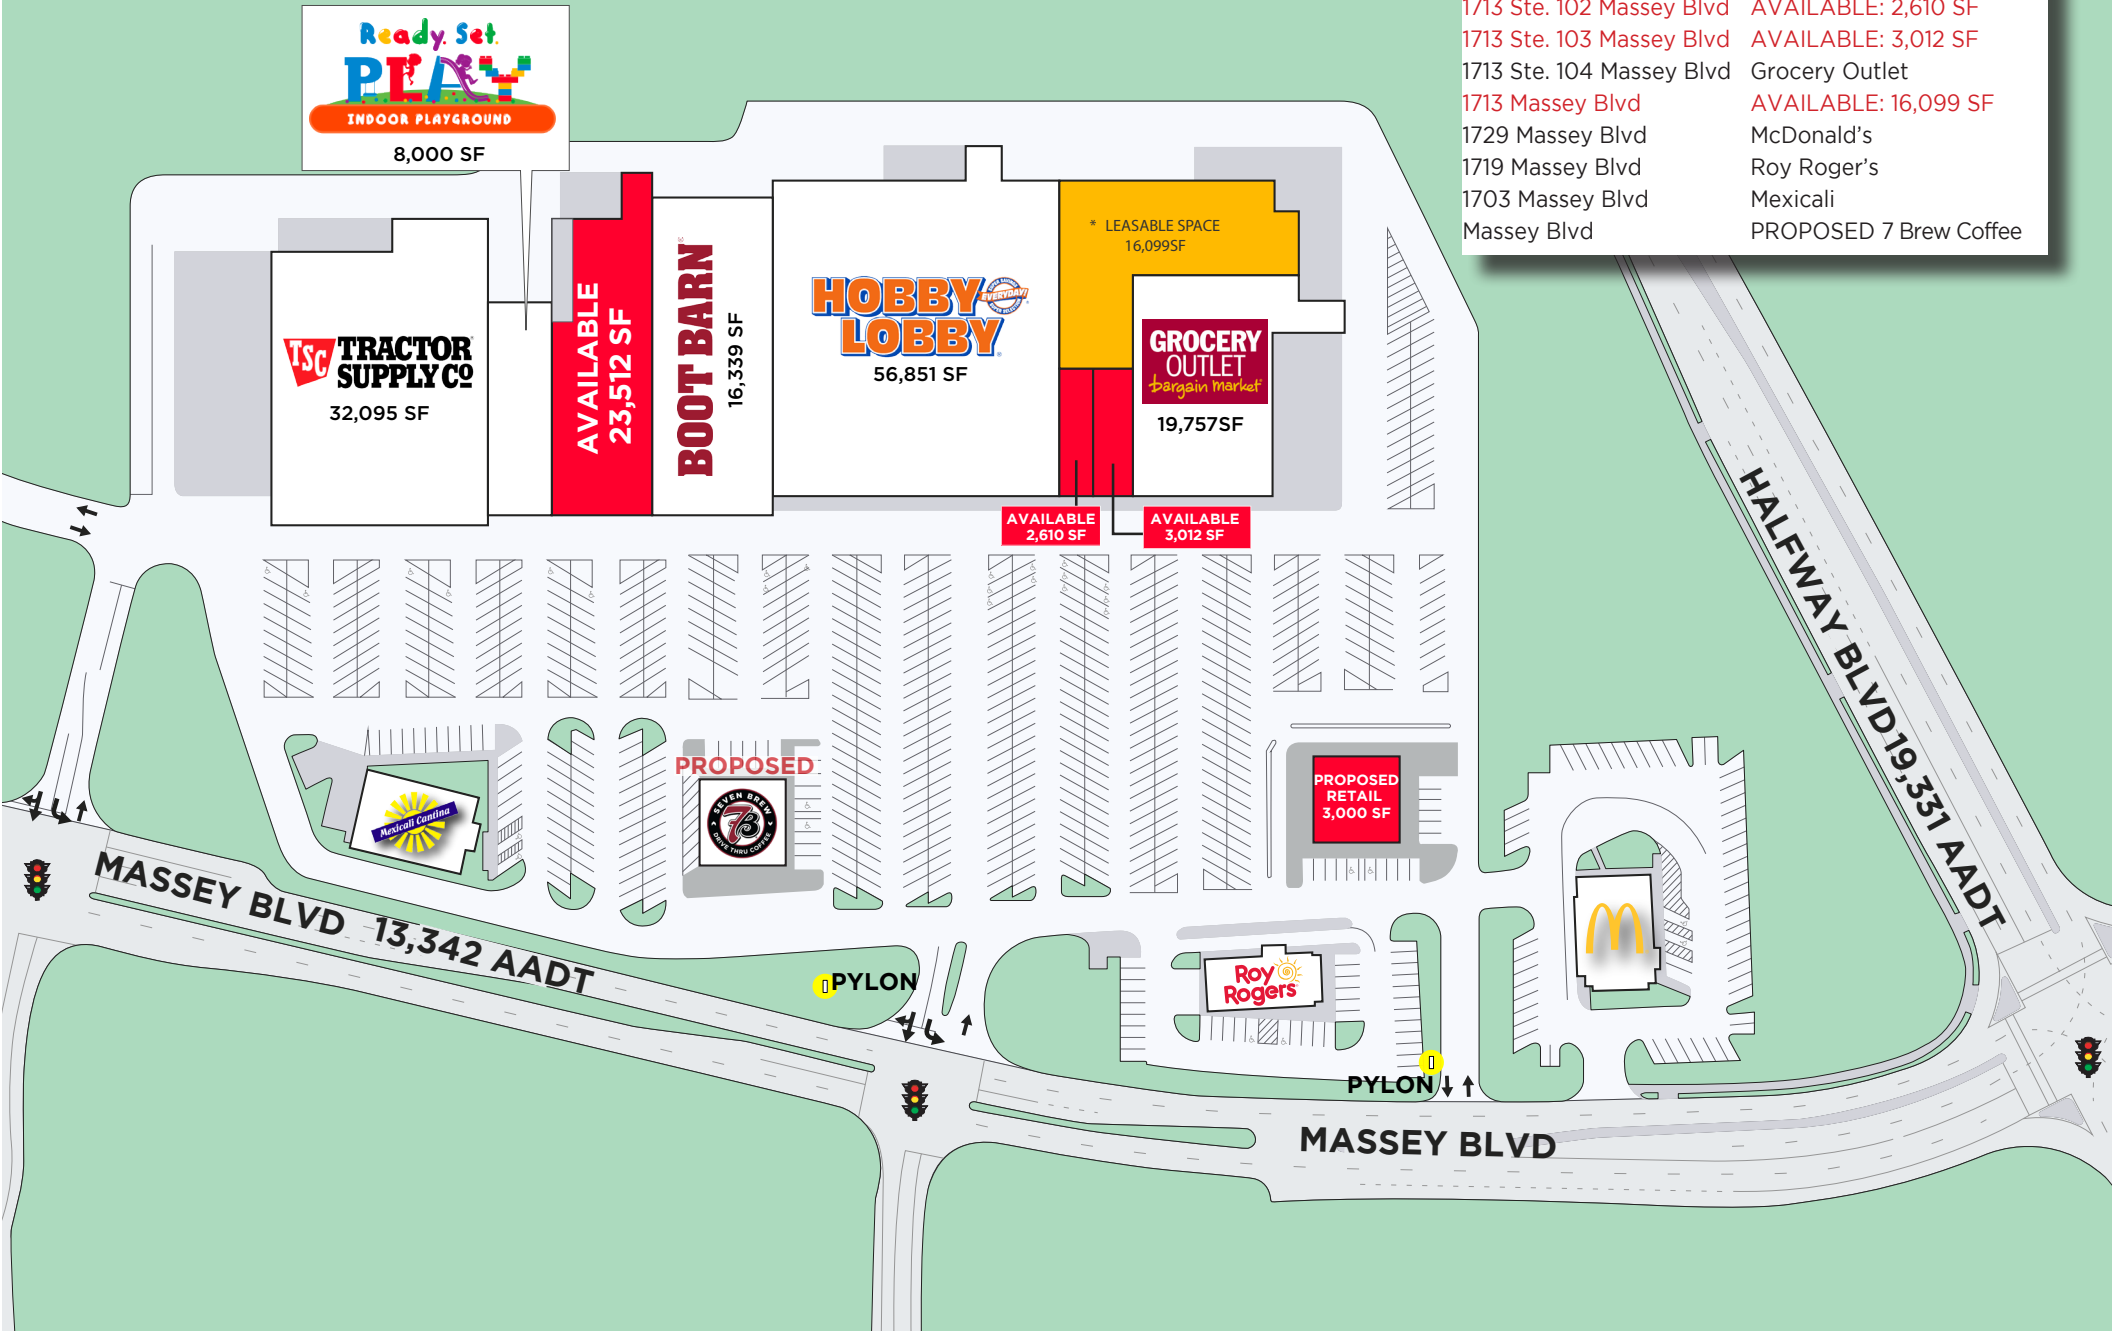 1713 Ste. 102 Massey Blvd AVAILABLE: 2,610 SF
1713 Ste. 103 Massey Blvd AVAILABLE: 3,012 SF
1713 Ste. 104 Massey Blvd Grocery Outlet
1713 Massey Blvd AVAILABLE: 16,099 SF
1729 Massey Blvd McDonald's
1719 Massey Blvd Roy Roger's
1703 Massey Blvd Mexicali
Massey Blvd PROPOSED 7 Brew Coffee
Ready. Set.
PLAY
INDOOR PLAYGROUND
8,000 SF
TSC TRACTOR
SUPPLY CO
32,095 SF
AVAILABLE
23,512 SF
BOOT BARN
16,339 SF
HOBBY
LOBBY
EVERYDAY!
56,851 SF
* LEASABLE SPACE
16,099SF
GROCERY
OUTLET
bargain market
19,757SF
AVAILABLE
2,610 SF
AVAILABLE
3,012 SF
HALFWAY BLVD 19,331 AADT
Mexicali Cantina
PROPOSED
SEVEN BREW
7B
DRIVE THRU COFFEE
PROPOSED
RETAIL
3,000 SF
MASSEY BLVD 13,342 AADT
PYLON
Roy
Rogers
PYLON
MASSEY BLVD